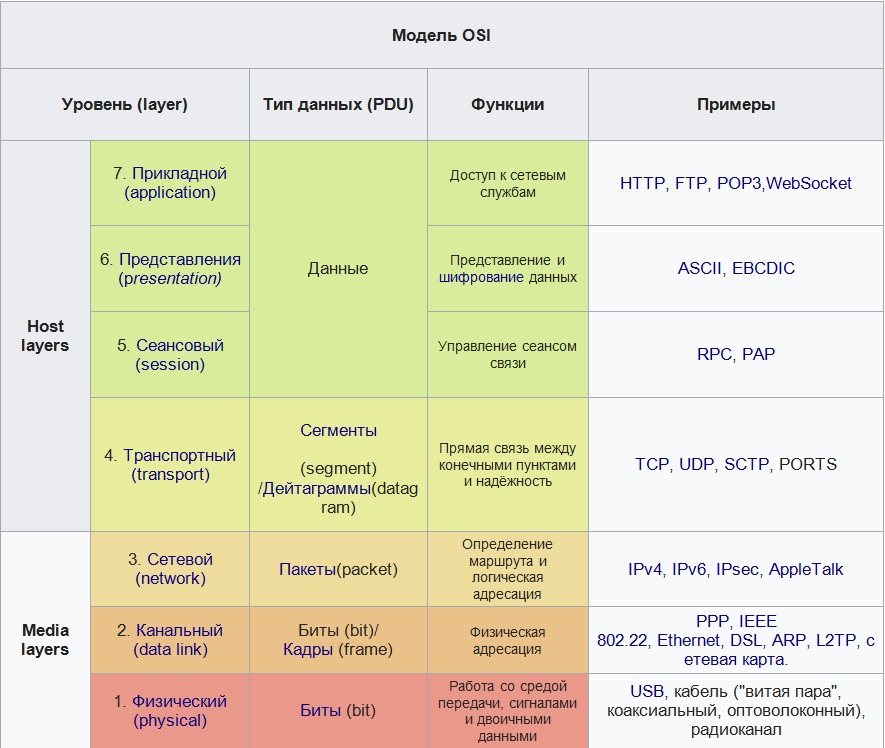 Модель OSI
Уровень (layer)
Тип данных (PDU)
Функции
Примеры
Host
layers
7. Прикладной
(application)
Данные
Доступ к сетевым
службам
HTTP, FTP, POP3,WebSocket
6. Представления
(presentation)
Представление и
шифрование данных
ASCII, EBCDIC
5. Сеансовый
(session)
Управление сеансом
связи
RPC, PAP
4. Транспортный
(transport)
Сегменты
(segment)
/Дейтаграммы(datag
ram)
Прямая связь между
конечными пунктами
и надёжность
TCP, UDP, SCTP, PORTS
Media
layers
3. Сетевой
(network)
Пакеты(packet)
Определение
маршрута и
логическая
адресация
IPv4, IPv6, IPsec, AppleTalk
2. Канальный
(data link)
Биты (bit)/
Кадры (frame)
Физическая
адресация
PPP, IEEE
802.22, Ethernet, DSL, ARP, L2TP, с
етевая карта.
1. Физический
(physical)
Биты (bit)
Работа со средой
передачи, сигналами
и двоичными
данными
USB, кабель ("витая пара",
коаксиальный, оптоволоконный),
радиоканал